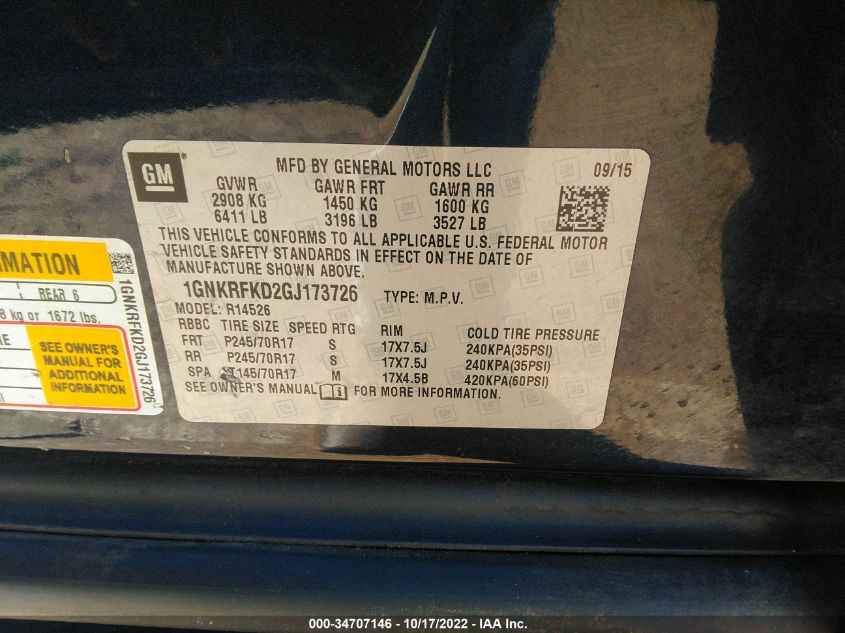 GM
MFD BY GENERAL MOTORS LLC 09/15
GVWR GAWR FRT GAWR RR
2908 KG 1450 KG 1600 KG
6411 LB 3196 LB 3527 LB
THIS VEHICLE CONFORMS TO ALL APPLICABLE U.S. FEDERAL MOTOR
VEHICLE SAFETY STANDARDS IN EFFECT ON THE DATE OF
MANUFACTURE SHOWN ABOVE.
1GNKRFKD2GJ173726 TYPE: M.P.V.
MODEL: R14526
RBBC TIRE SIZE SPEED RTG RIM COLD TIRE PRESSURE
FRT P245/70R17 S 17X7.5J 240KPA(35PSI)
RR P245/70R17 S 17X7.5J 240KPA(35PSI)
SPA T145/70R17 M 17X4.5B 420KPA(60PSI)
SEE OWNER'S MANUAL FOR MORE INFORMATION.
RMATION
REAR 6
8 kg or 1672 lbs.
SEE OWNER'S
MANUAL FOR
ADDITIONAL
INFORMATION
1GNKRFKD2GJ173726
000-34707146 - 10/17/2022 - IAA Inc.